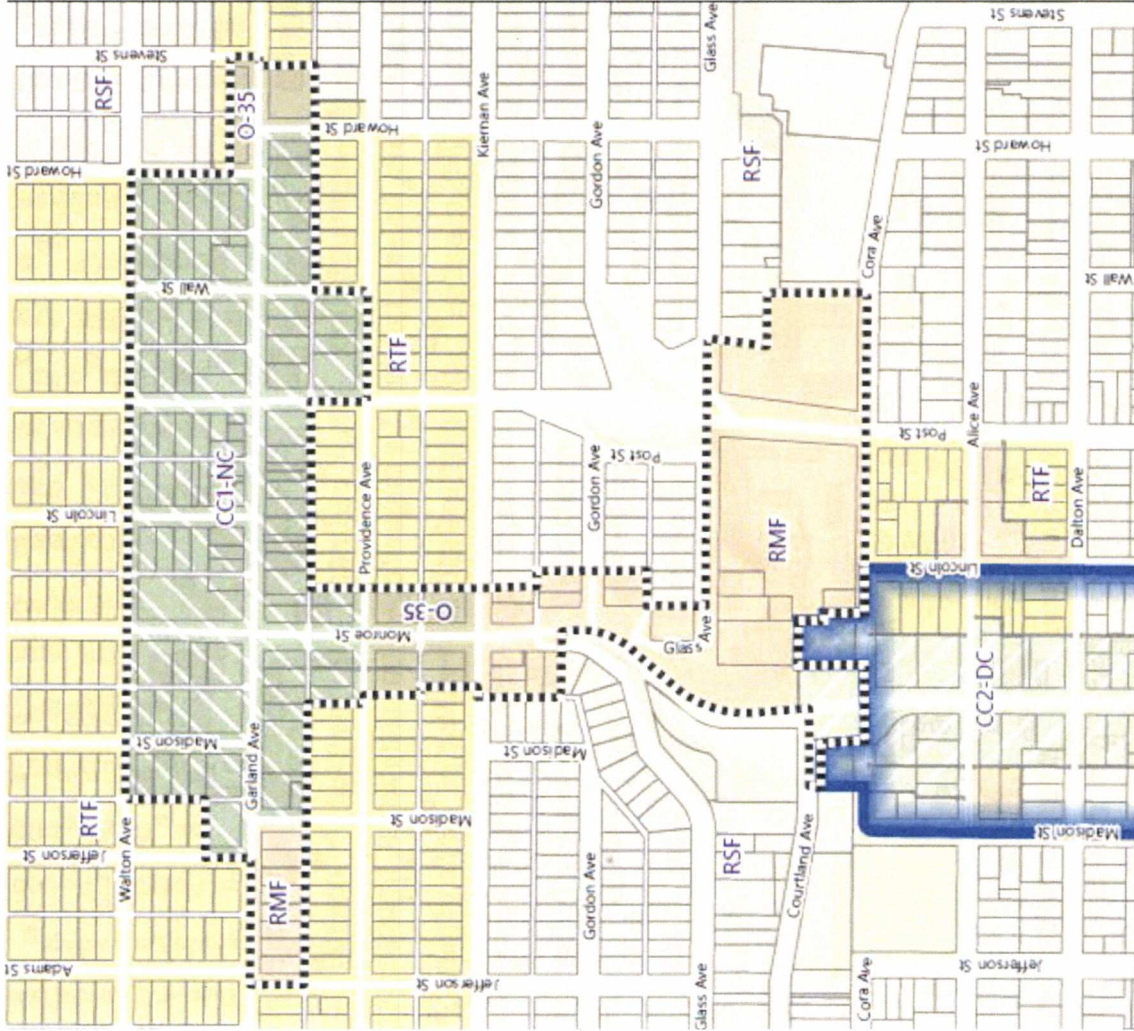 Stevens St
RSF
O-35
Howard St
Howard St
Kiernan Ave
Gordon Ave
Glass Ave
RSF
Stevens St
Howard St
Cora Ave
Wall St
Wall St
RTF
CC1-NC
Lincoln St
Providence Ave
Gordon Ave
Post St
Post St
Alice Ave
RTF
Dalton Ave
RMF
Lincoln St
O-35
Monroe St
Glass Ave
CC2-DC
Madison St
Garland Ave
Madison St
Madison St
Madison St
RTF
Jefferson St
Walton Ave
RMF
Gordon Ave
RSF
Courtland Ave
Adams St
Jefferson St
Glass Ave
Cora Ave
Jefferson St